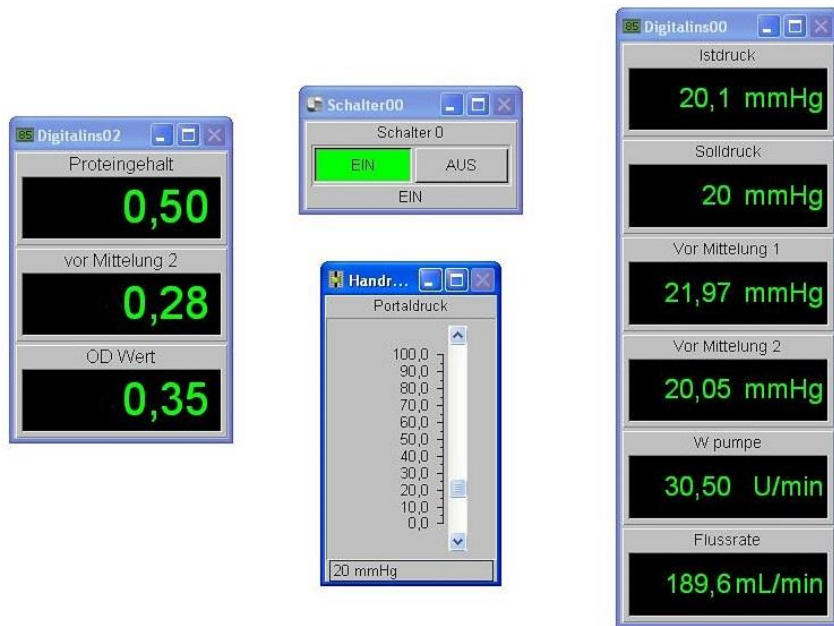 85 Digitalins02
Proteingehalt
0,50
vor Mittelung 2
0,28
OD Wert
0,35
Schalter00
Schalter 0
EIN
AUS
EIN
Handr...
Portaldruck
100,0
90,0
80,0
70,0
60,0
50,0
40,0
30,0
20,0
10,0
0,0
20 mmHg
85 Digitalins00
Istdruck
20,1 mmHg
Solldruck
20 mmHg
Vor Mittelung 1
21,97 mmHg
Vor Mittelung 2
20,05 mmHg
W pumpe
30,50 U/min
Flussrate
189,6 mL/min